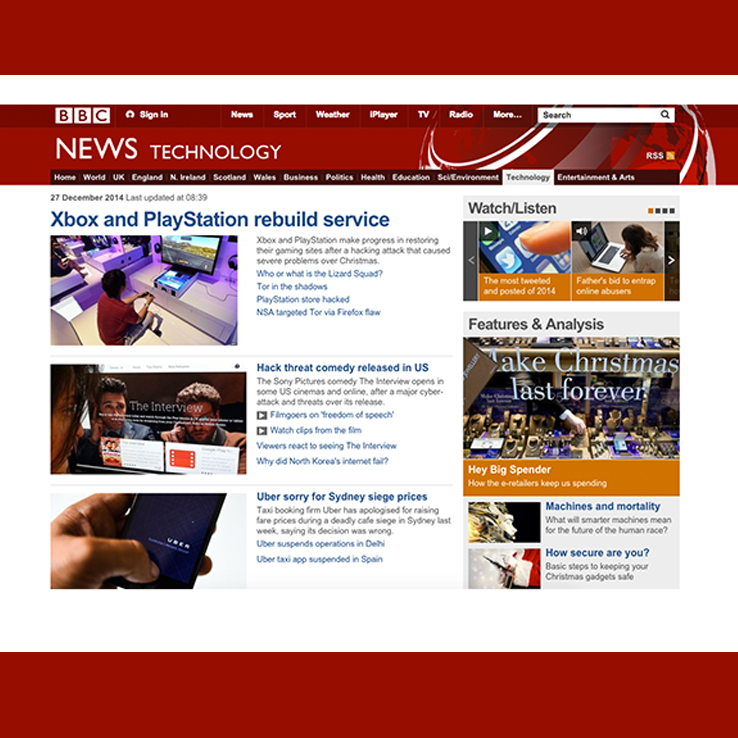 BBC Sign in News Sport Weather iPlayer TV Radio More... Search
NEWS TECHNOLOGY
RSS
Home World UK England N. Ireland Scotland Wales Business Politics Health Education Sci/Environment Technology Entertainment & Arts
27 December 2014 Last updated at 08:39
Xbox and PlayStation rebuild service
Xbox and PlayStation make progress in restoring
their gaming sites after a hacking attack that caused
severe problems over Christmas.
Who or what is the Lizard Squad?
Tor in the shadows
PlayStation store hacked
NSA targeted Tor via Firefox flaw
The Interview
Hack threat comedy released in US
The Sony Pictures comedy The Interview opens in
some US cinemas and online, after a major cyber-
attack and threats over its release.
Filmgoers on 'freedom of speech'
Watch clips from the film
Viewers react to seeing The Interview
Why did North Korea's internet fail?
UBER
Uber sorry for Sydney siege prices
Taxi booking firm Uber has apologised for raising
fare prices during a deadly cafe siege in Sydney last
week, saying its decision was wrong.
Uber suspends operations in Delhi
Uber taxi app suspended in Spain
Watch/Listen
The most tweeted
and posted of 2014
Father's bid to entrap
online abusers
Features & Analysis
Make Christmas
last forever
Hey Big Spender
How the e-retailers keep us spending
Machines and mortality
What will smarter machines mean
for the future of the human race?
How secure are you?
Basic steps to keeping your
Christmas gadgets safe